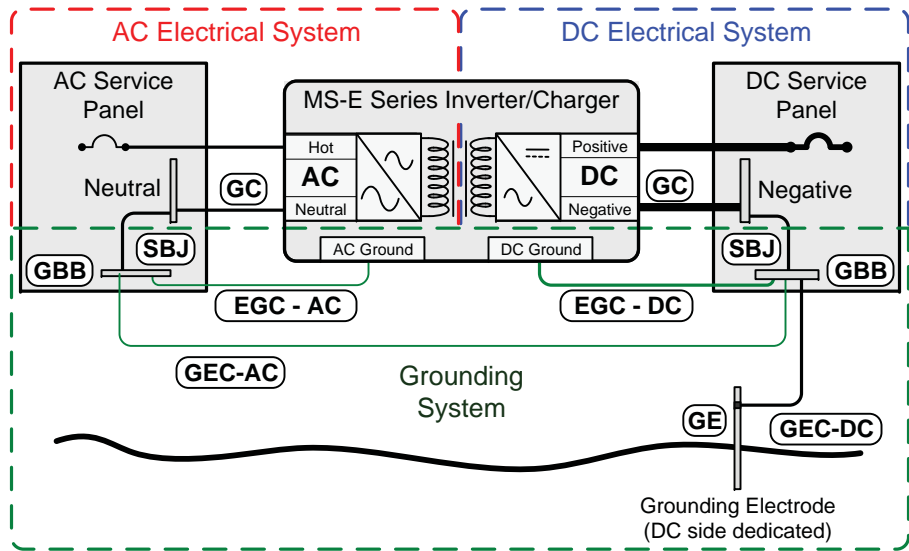 AC Electrical System
DC Electrical System
AC Service
Panel
MS-E Series Inverter/Charger
DC Service
Panel
Hot
AC
Neutral
Positive
DC
Negative
Neutral
GC
GC
Negative
SBJ
GBB
AC Ground
DC Ground
SBJ
GBB
EGC - AC
EGC - DC
GEC-AC
Grounding
System
GE
GEC-DC
Grounding Electrode
(DC side dedicated)